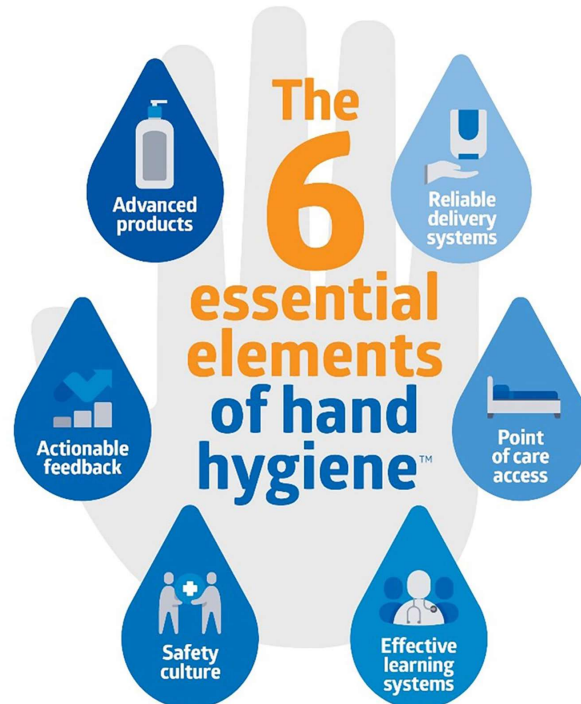 The
6
essential
elements
of hand
hygiene™
Advanced
products
Reliable
delivery
systems
Actionable
feedback
Point
of care
access
Safety
culture
Effective
learning
systems